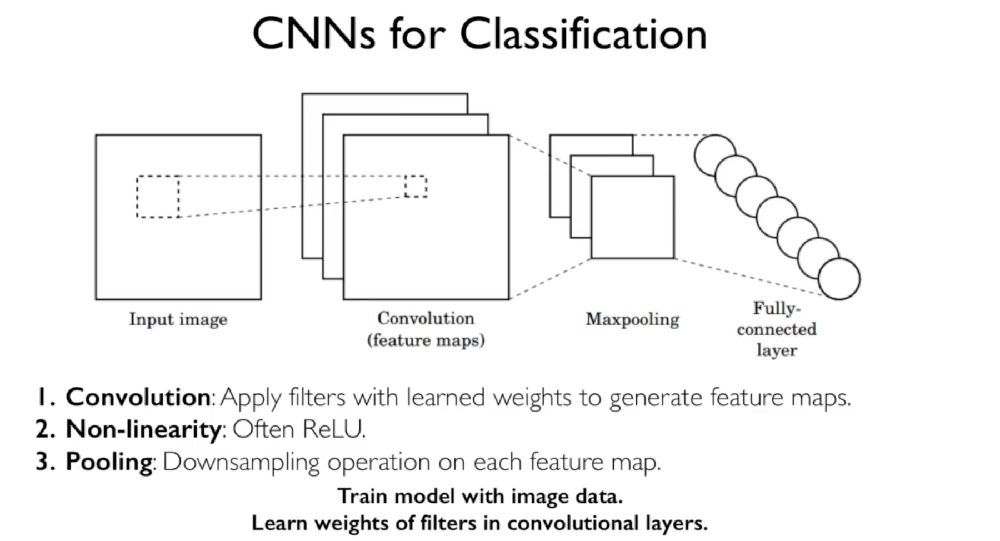 CNNs for Classification
Input image
Convolution
(feature maps)
Maxpooling
Fully-
connected
layer
1. Convolution: Apply filters with learned weights to generate feature maps.
2. Non-linearity: Often ReLU.
3. Pooling: Downsampling operation on each feature map.
Train model with image data.
Learn weights of filters in convolutional layers.